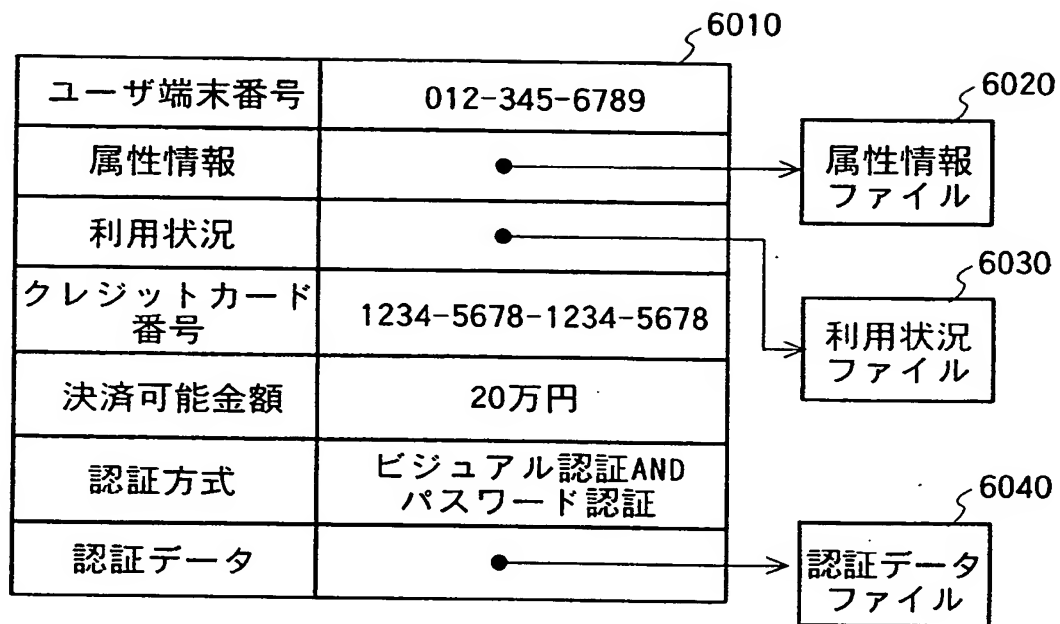 6010
ユーザ端末番号
012-345-6789
6020
属性情報
属性情報
ファイル
利用状況
6030
クレジットカード
番号
1234-5678-1234-5678
利用状況
ファイル
決済可能金額
20万円
認証方式
ビジュアル認証AND
パスワード認証
6040
認証データ
認証データ
ファイル